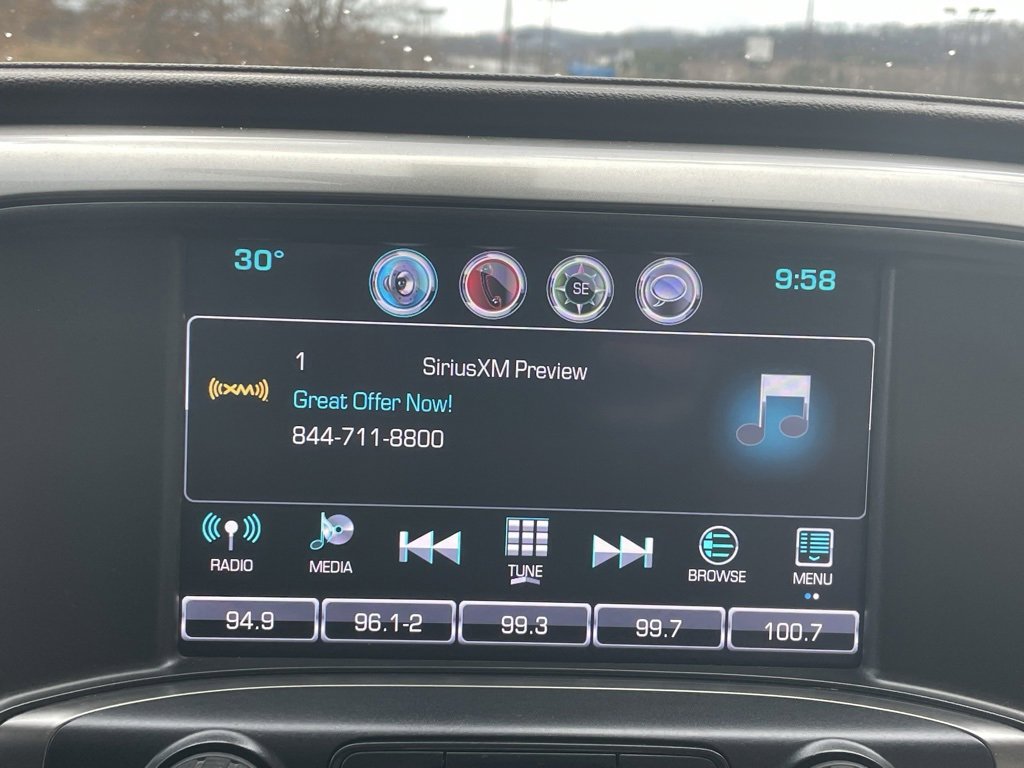 30°
SE
9:58
1 SiriusXM Preview
((XM))
Great Offer Now!
844-711-8800
RADIO
MEDIA
TUNE
BROWSE
MENU
94.9
96.1-2
99.3
99.7
100.7